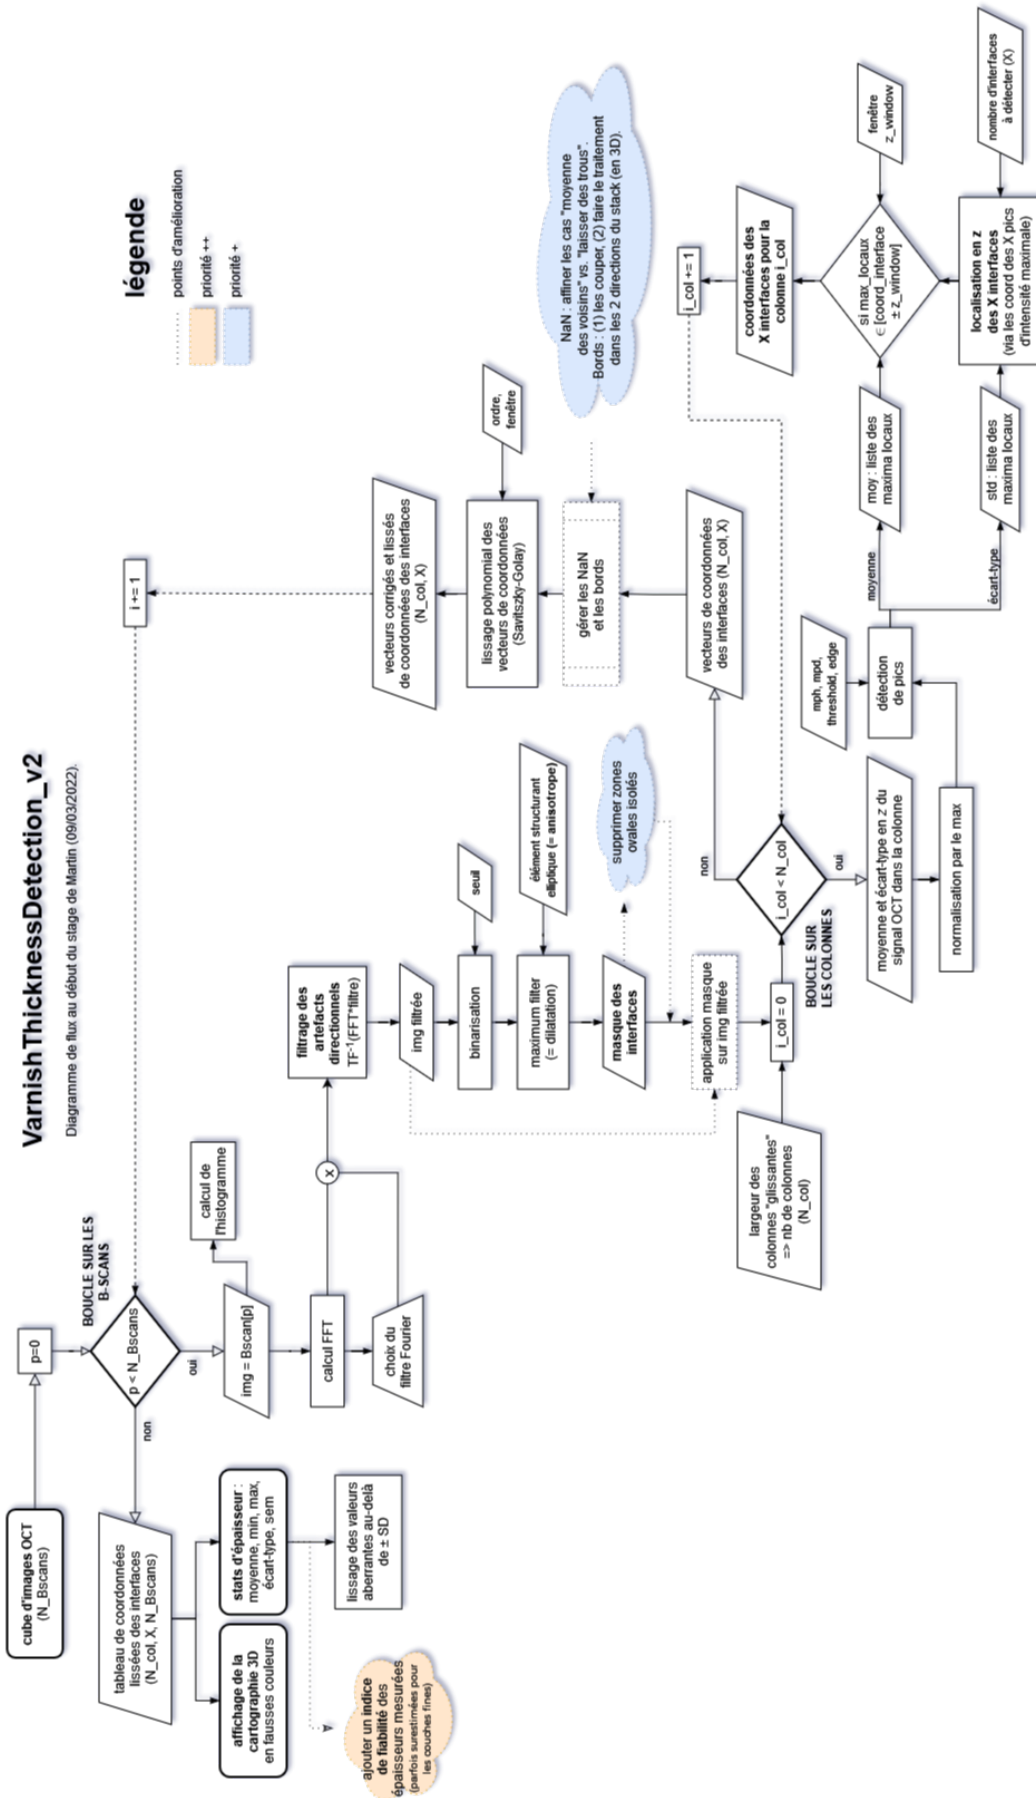 VarnishThicknessDetection_v2
Diagramme de flux au début du stage de Martin (09/03/2022).
légende
points d'amélioration
priorité ++
priorité +
cube d'images OCT
(N_Bscans)
p=0
BOUCLE SUR LES
B-SCANS
p < N_Bscans
non
oui
tableau de coordonnées
lissées des interfaces
(N_col, X, N_Bscans)
affichage de la
cartographie 3D
en fausses couleurs
stats d'épaisseur :
moyenne, min, max,
écart-type, sem
lissage des valeurs
aberrantes au-delà
de ± SD
ajouter un indice
de fiabilité des
épaisseurs mesurées
(parfois surestimées pour
les couches fines)
img = Bscan[p]
calcul de
l'histogramme
calcul FFT
choix du
filtre Fourier
x
filtrage des
artefacts
directionnels
TF⁻¹(FFT*filtre)
img filtrée
binarisation
seuil
maximum filter
(= dilatation)
élément structurant
elliptique (= anisotrope)
masque des
interfaces
supprimer zones
ovales isolés
application masque
sur img filtrée
largeur des
colonnes "glissantes"
=> nb de colonnes
(N_col)
i_col = 0
BOUCLE SUR
LES COLONNES
i_col < N_col
non
oui
moyenne et écart-type en z du
signal OCT dans la colonne
normalisation par le max
mph, mpd,
threshold, edge
détection
de pics
moyenne
écart-type
moy : liste des
maxima locaux
std : liste des
maxima locaux
nombre d'interfaces
à détecter (X)
localisation en z
des X interfaces
(via les coord des X pics
d'intensité maximale)
fenêtre
z_window
si max_locaux
∈ [coord_interface
± z_window]
coordonnées des
X interfaces pour la
colonne i_col
i_col += 1
vecteurs de coordonnées
des interfaces (N_col, X)
gérer les NaN
et les bords
NaN : affiner les cas "moyenne
des voisins" vs. "laisser des trous".
Bords : (1) les couper, (2) faire le traitement
dans les 2 directions du stack (en 3D).
lissage polynomial des
vecteurs de coordonnées
(Savitszky-Golay)
ordre,
fenêtre
vecteurs corrigés et lissés
de coordonnées des interfaces
(N_col, X)
i += 1